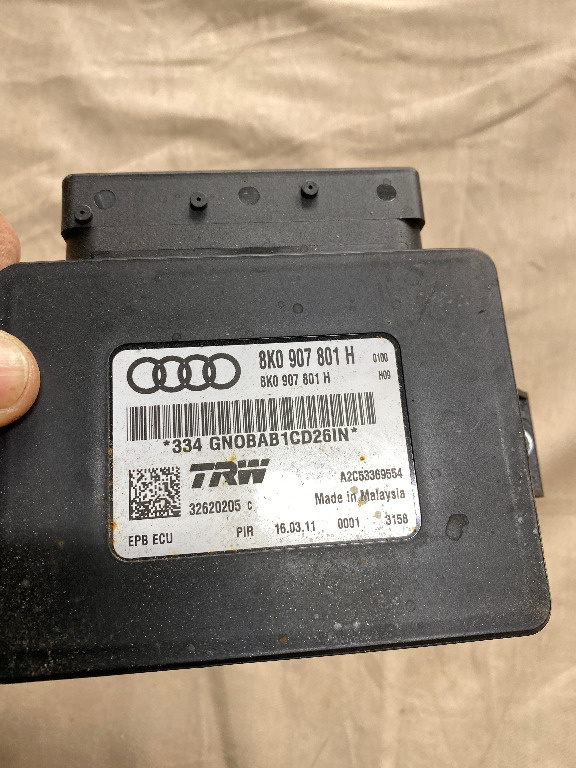 8K0 907 801 H 0100
8K0 907 801 H H09
*334 GNOBAB1CD26IN*
TRW A2C53369554
32620205 C Made in Malaysia
EPB ECU PIR 16.03.11 0001 3158